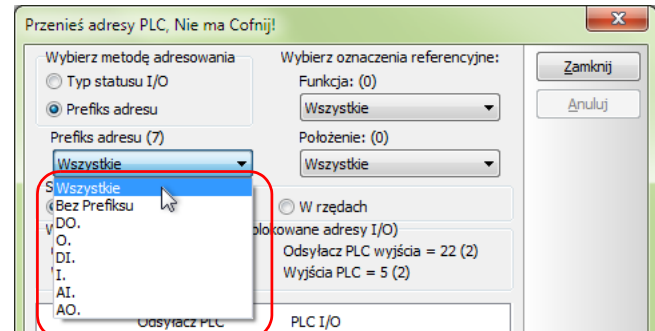 Przenieś adresy PLC, Nie ma Cofnij!
Wybierz metodę adresowania
Typ statusu I/O
Prefiks adresu
Wybierz oznaczenia referencyjne:
Funkcja: (0)
Wszystkie
Zamknij
Anuluj
Prefiks adresu (7)
Wszystkie
Położenie: (0)
Wszystkie
Wszystkie
Bez Prefiksu
DO.
O.
DI.
I.
AI.
AO.
W rzędach
blokowane adresy I/O)
Odsyłacz PLC wyjścia = 22 (2)
Wyjścia PLC = 5 (2)
Odsyłacz PLC
PLC I/O